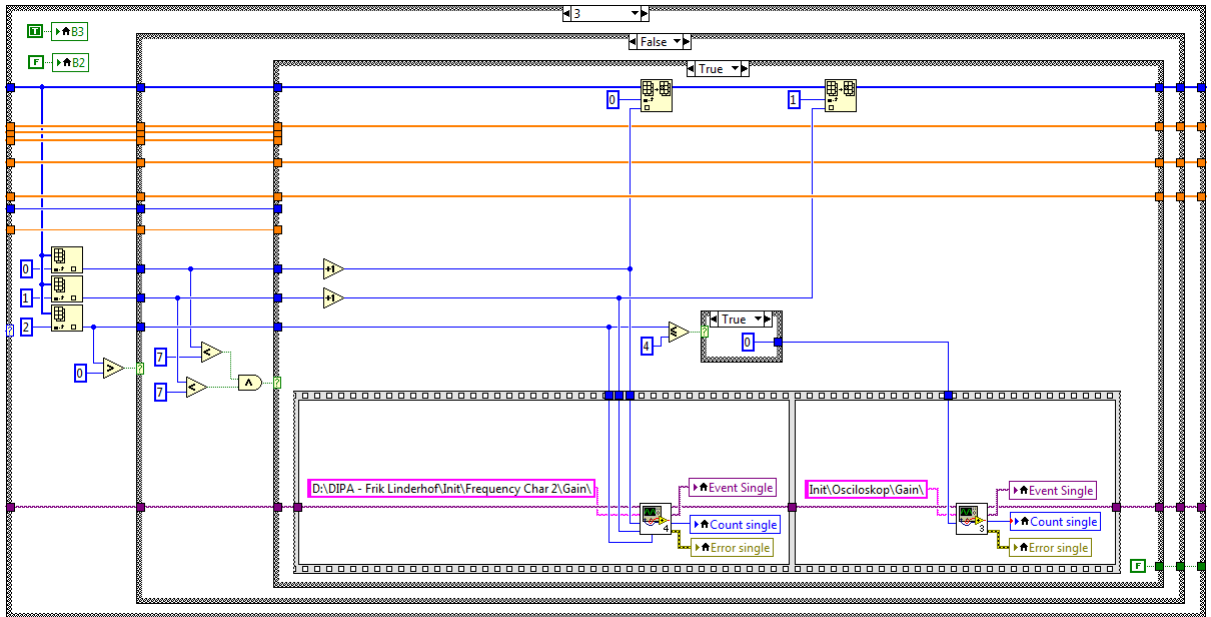 3
T B3
False
F B2
True
0
1
0
+1
1
+1
2
True
≤
0
4
7
<
>
0
7
<
∧
D:\DIPA - Frik Linderhof\Init\Frequency Char 2\Gain\
Event Single
Count single
Error single
4
Init\Osciloskop\Gain\
Event Single
Count single
Error single
3
F